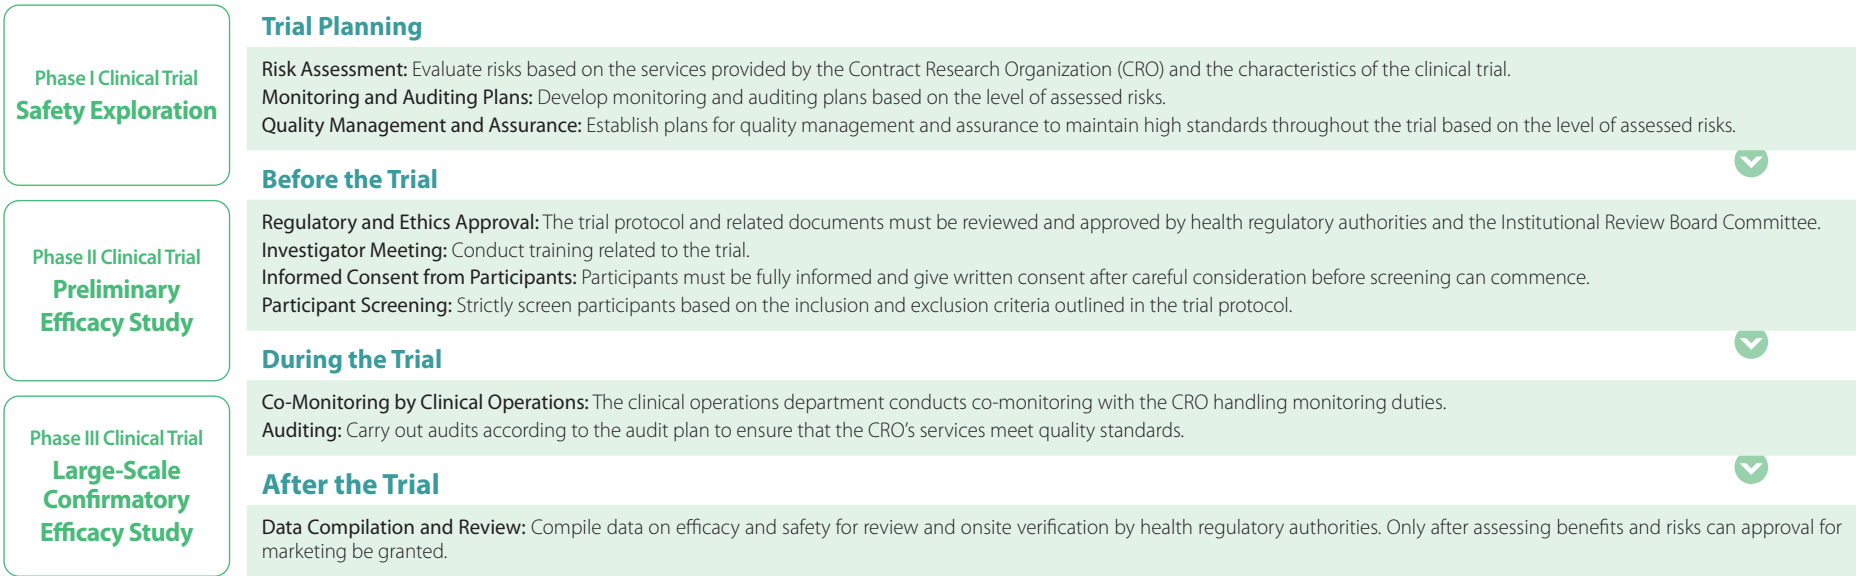 Phase I Clinical Trial
Safety Exploration
Phase II Clinical Trial
Preliminary
Efficacy Study
Phase III Clinical Trial
Large-Scale
Confirmatory
Efficacy Study
Trial Planning
Risk Assessment: Evaluate risks based on the services provided by the Contract Research Organization (CRO) and the characteristics of the clinical trial.
Monitoring and Auditing Plans: Develop monitoring and auditing plans based on the level of assessed risks.
Quality Management and Assurance: Establish plans for quality management and assurance to maintain high standards throughout the trial based on the level of assessed risks.
Before the Trial
Regulatory and Ethics Approval: The trial protocol and related documents must be reviewed and approved by health regulatory authorities and the Institutional Review Board Committee.
Investigator Meeting: Conduct training related to the trial.
Informed Consent from Participants: Participants must be fully informed and give written consent after careful consideration before screening can commence.
Participant Screening: Strictly screen participants based on the inclusion and exclusion criteria outlined in the trial protocol.
During the Trial
Co-Monitoring by Clinical Operations: The clinical operations department conducts co-monitoring with the CRO handling monitoring duties.
Auditing: Carry out audits according to the audit plan to ensure that the CRO's services meet quality standards.
After the Trial
Data Compilation and Review: Compile data on efficacy and safety for review and onsite verification by health regulatory authorities. Only after assessing benefits and risks can approval for
marketing be granted.